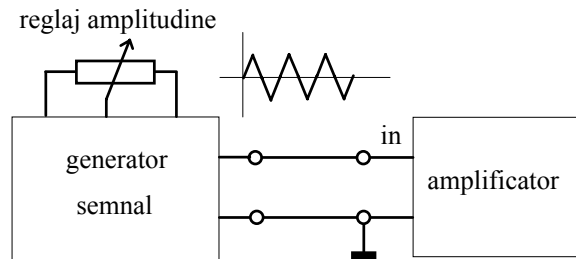 reglaj amplitudine
in
generator
semnal
amplificator